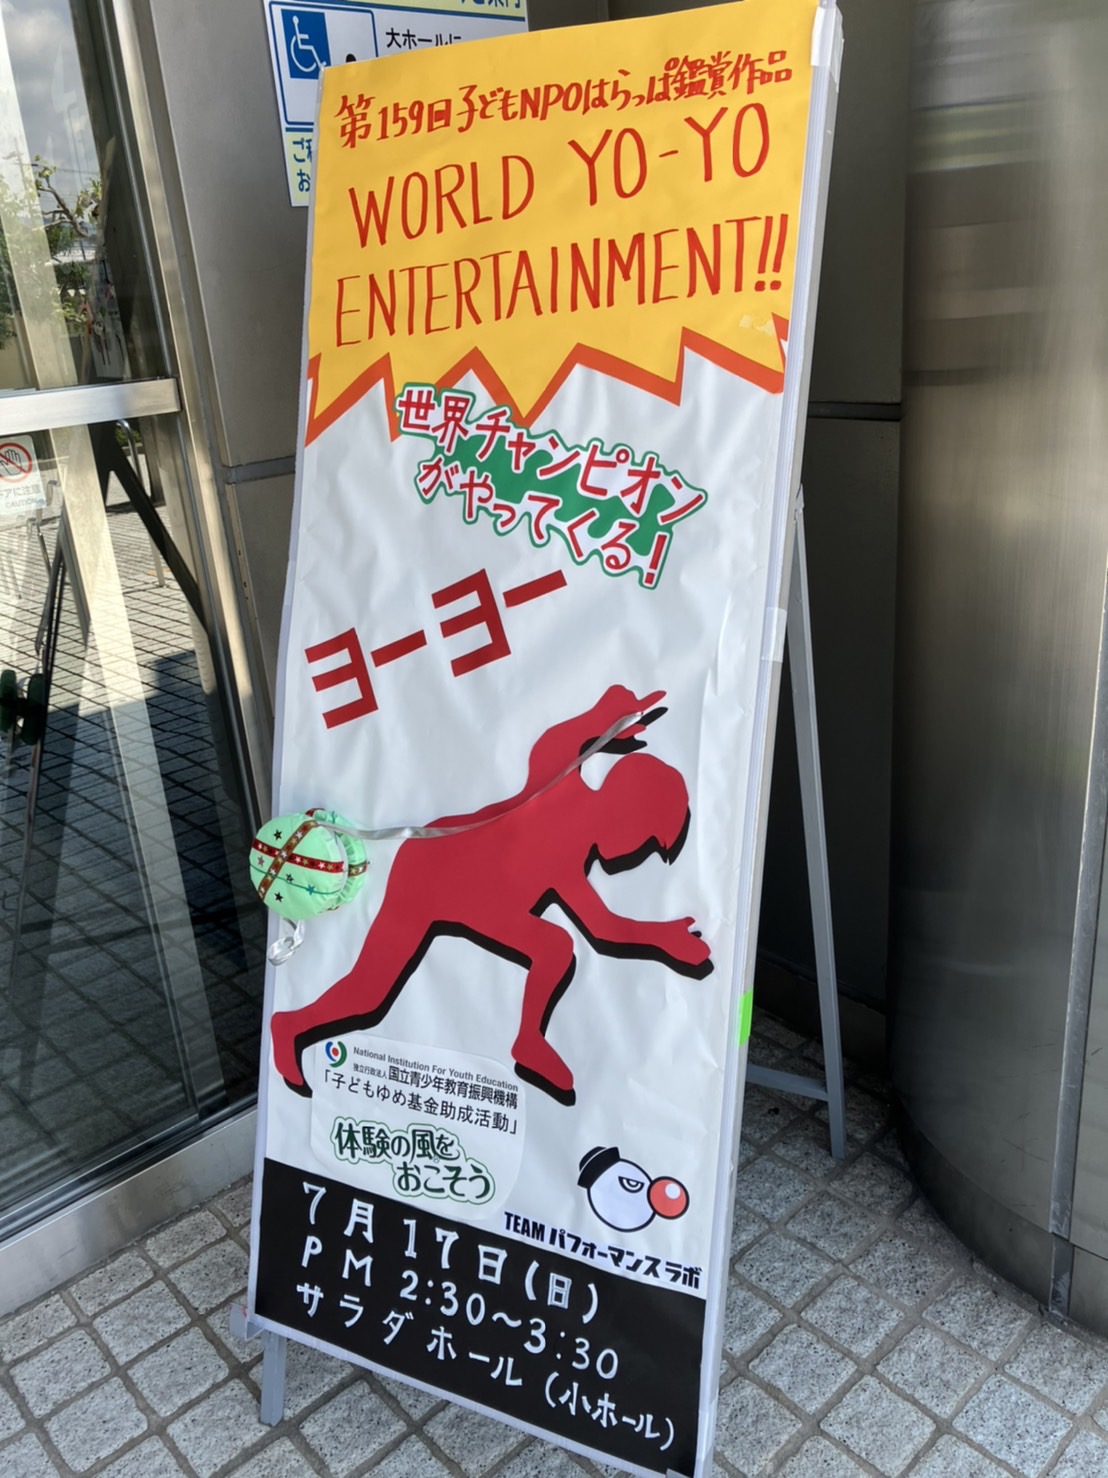 大ホールに
第159回子どもNPOはらっぱ鑑賞作品
WORLD YO-YO
ENTERTAINMENT!!
世界チャンピオン
がやってくる!
ヨーヨー
National Institution For Youth Education
独立行政法人 国立青少年教育振興機構
「子どもゆめ基金助成活動」
体験の風を
おこそう
TEAM パフォーマンスラボ
7月17日(日)
PM 2:30〜3:30
サラダホール(小ホール)
CAUTION